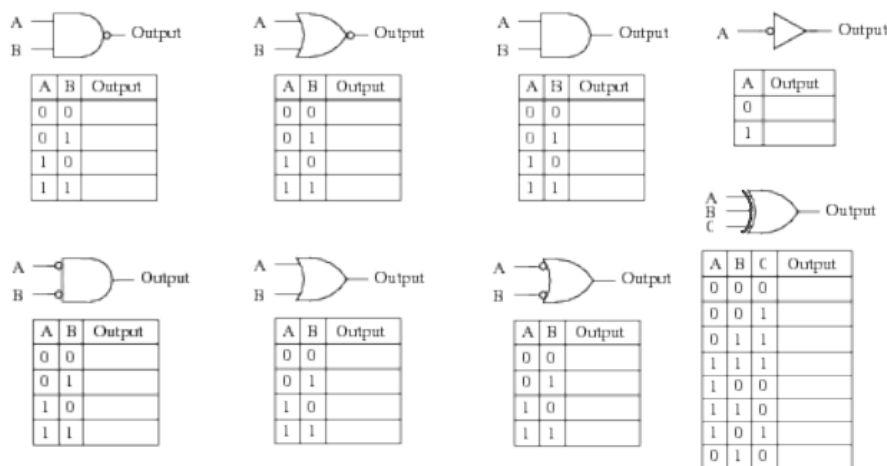 A
B
Output
A B Output
0 0
0 1
1 0
1 1
A
B
Output
A B Output
0 0
0 1
1 0
1 1
A
B
Output
A B Output
0 0
0 1
1 0
1 1
A Output
A Output
0
1
A
B
Output
A B Output
0 0
0 1
1 0
1 1
A
B
Output
A B Output
0 0
0 1
1 0
1 1
A
B
Output
A B Output
0 0
0 1
1 0
1 1
A
B
C
Output
A B C Output
0 0 0
0 0 1
0 1 1
1 1 1
1 0 0
1 1 0
1 0 1
0 1 0